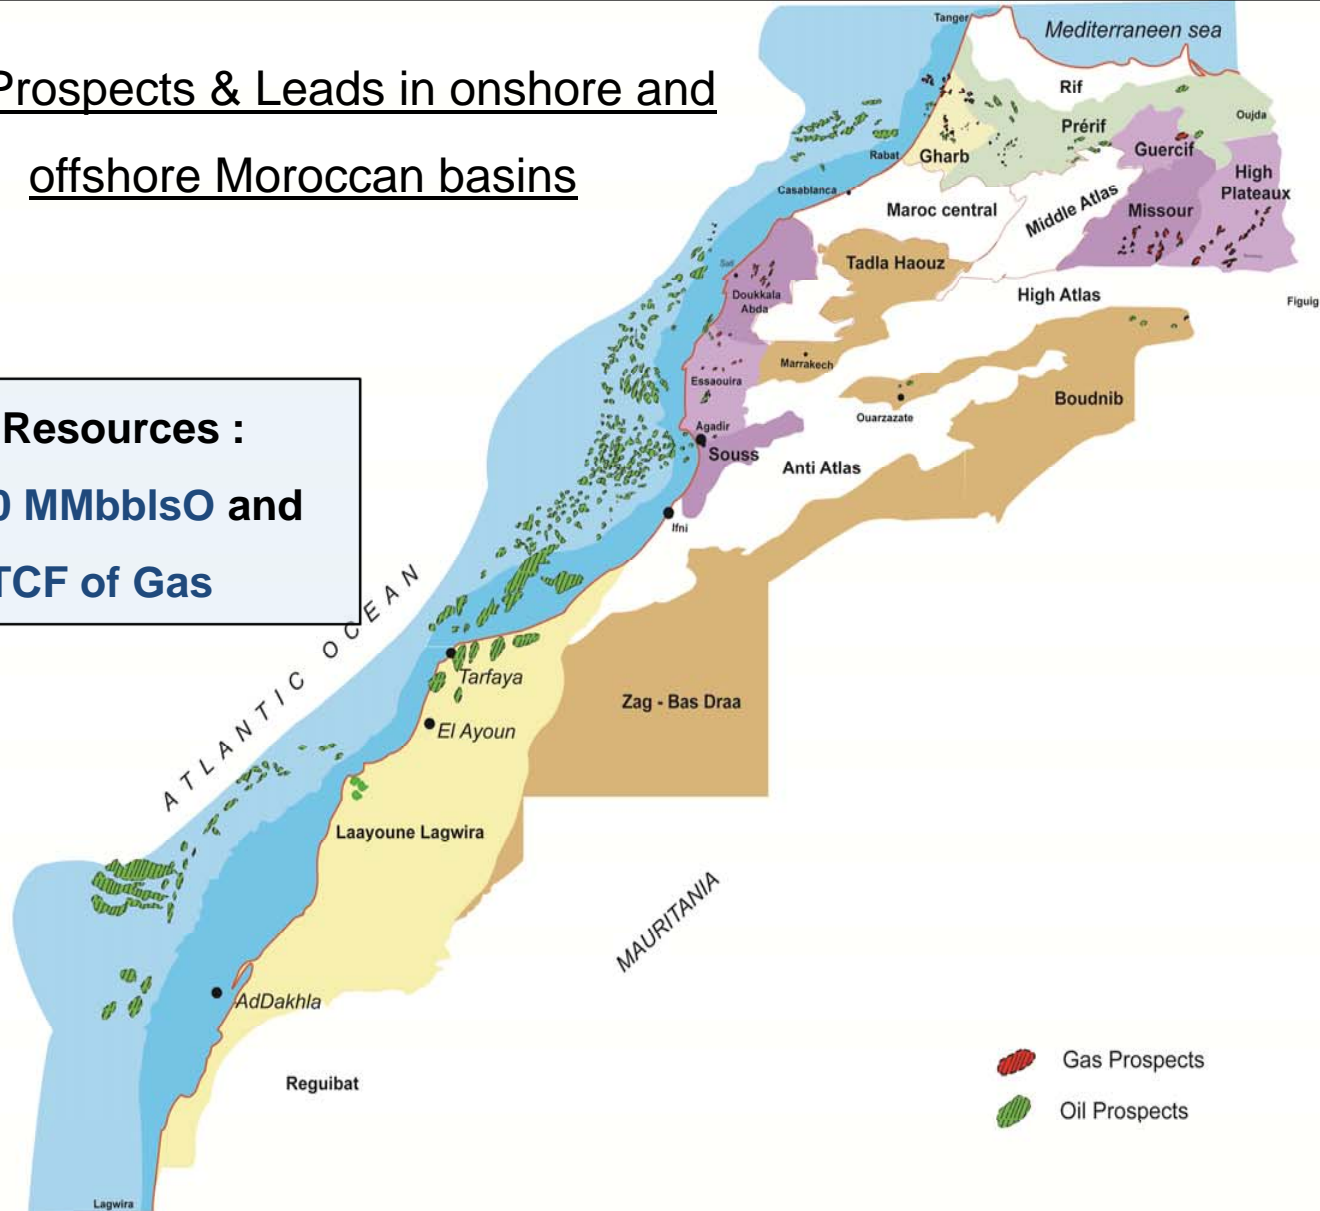 Prospects & Leads in onshore and
offshore Moroccan basins
Resources :
0 MMbblsO and
TCF of Gas
Mediterraneen sea
Tanger
Rif
Prérif
Oujda
Guercif
Gharb
Rabat
High
Plateaux
Casablanca
Maroc central
Middle Atlas
Missour
Tadla Haouz
Doukkala
Abda
High Atlas
Figuig
Marrakech
Essaouira
Ouarzazate
Boudnib
Agadir
Souss
Anti Atlas
Ifni
ATLANTIC OCEAN
Tarfaya
Zag - Bas Draa
El Ayoun
Laayoune Lagwira
MAURITANIA
AdDakhla
Reguibat
Gas Prospects
Oil Prospects
Lagwira